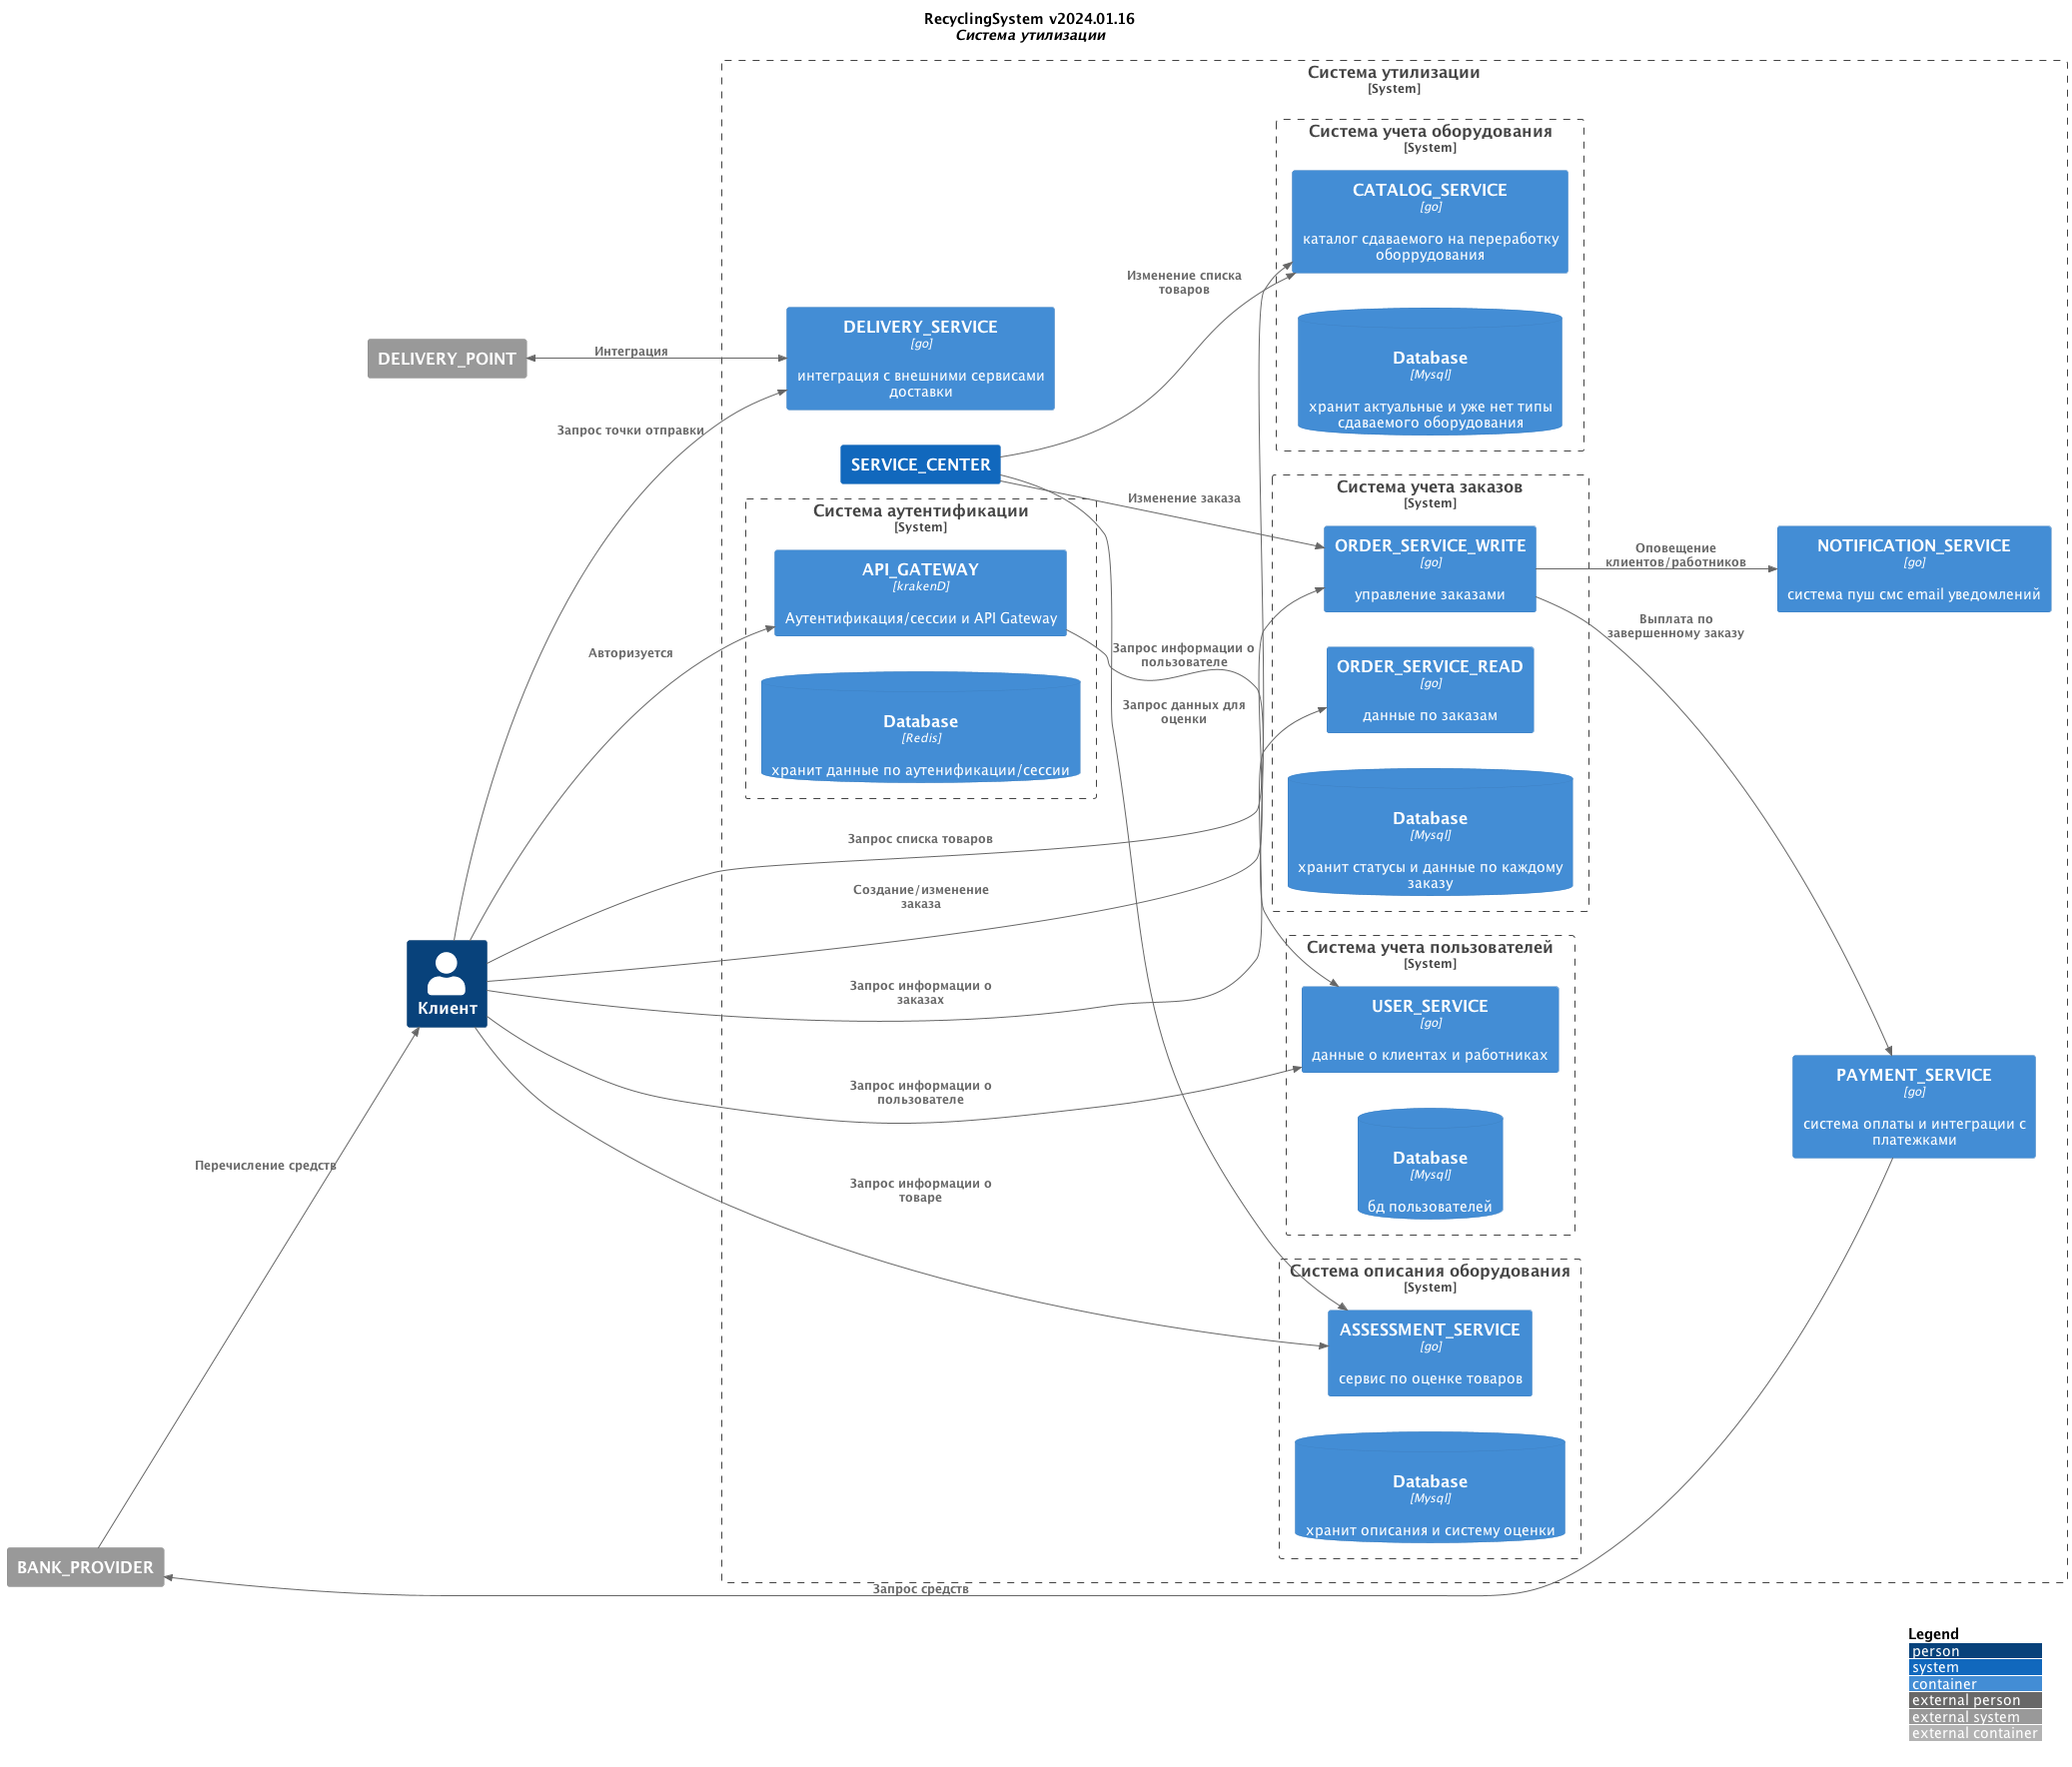 RecyclingSystem v2024.01.16
Система утилизации
Система утилизации
[System]
Система учета оборудования
[System]
CATALOG_SERVICE
[go]
каталог сдаваемого на переработку
оборрудования
Database
[Mysql]
хранит актуальные и уже нет типы
сдаваемого оборудования
Изменение списка
товаров
DELIVERY_POINT
Интеграция
DELIVERY_SERVICE
[go]
интеграция с внешними сервисами
доставки
Запрос точки отправки
SERVICE_CENTER
Изменение заказа
Система аутентификации
[System]
API_GATEWAY
[krakenD]
Аутентификация/сессии и API Gateway
Database
[Redis]
хранит данные по аутенификации/сессии
Авторизуется
Запрос информации о
пользователе
Запрос данных для
оценки
Система учета заказов
[System]
ORDER_SERVICE_WRITE
[go]
управление заказами
ORDER_SERVICE_READ
[go]
данные по заказам
Database
[Mysql]
хранит статусы и данные по каждому
заказу
Оповещение
клиентов/работников
NOTIFICATION_SERVICE
[go]
система пуш смс email уведомлений
Выплата по
завершенному заказу
Запрос списка товаров
Создание/изменение
заказа
Клиент
Запрос информации о
заказах
Запрос информации о
пользователе
Запрос информации о
товаре
Система учета пользователей
[System]
USER_SERVICE
[go]
данные о клиентах и работниках
Database
[Mysql]
бд пользователей
PAYMENT_SERVICE
[go]
система оплаты и интеграции с
платежками
Перечисление средств
Система описания оборудования
[System]
ASSESSMENT_SERVICE
[go]
сервис по оценке товаров
Database
[Mysql]
хранит описания и систему оценки
BANK_PROVIDER
Запрос средств
Legend
person
system
container
external person
external system
external container